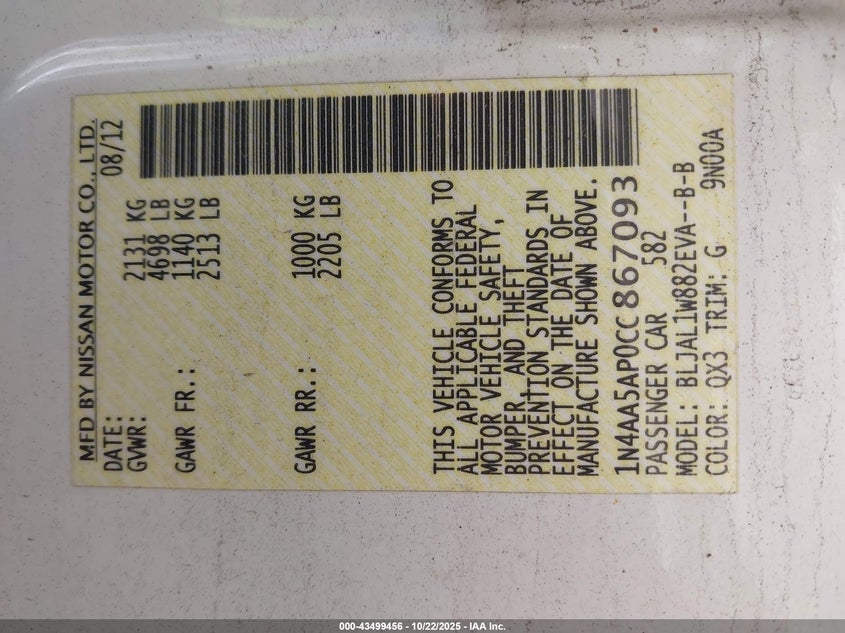 MFD BY NISSAN MOTOR CO., LTD.
DATE: 08/12
GVWR: 2131 KG
4698 LB
GAWR FR.: 1140 KG
2513 LB
GAWR RR.: 1000 KG
2205 LB
THIS VEHICLE CONFORMS TO
ALL APPLICABLE FEDERAL
MOTOR VEHICLE SAFETY,
BUMPER, AND THEFT
PREVENTION STANDARDS IN
EFFECT ON THE DATE OF
MANUFACTURE SHOWN ABOVE.
1N4AA5AP0CC867093
PASSENGER CAR 582
MODEL: BLJAL1W882EVA--B-B
COLOR: QX3 TRIM: G 9N00A
000-43499456 - 10/22/2025 - IAA Inc.